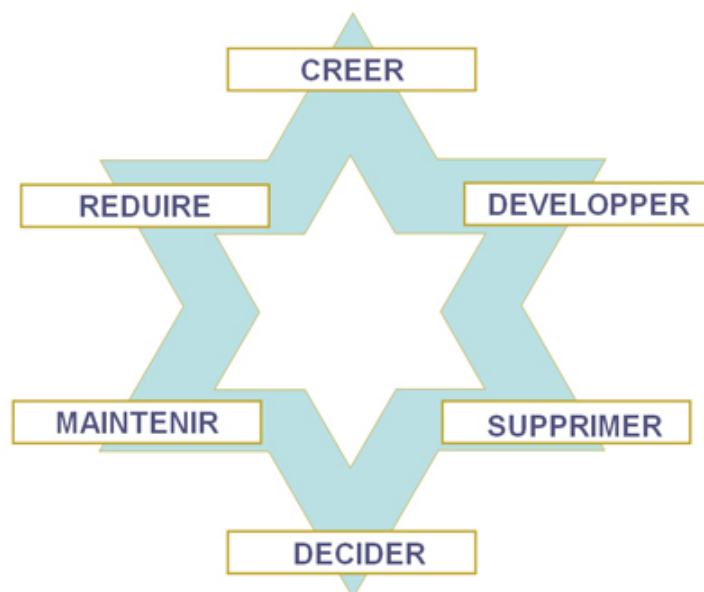 CREER
REDUIRE
DEVELOPPER
MAINTENIR
SUPPRIMER
DECIDER